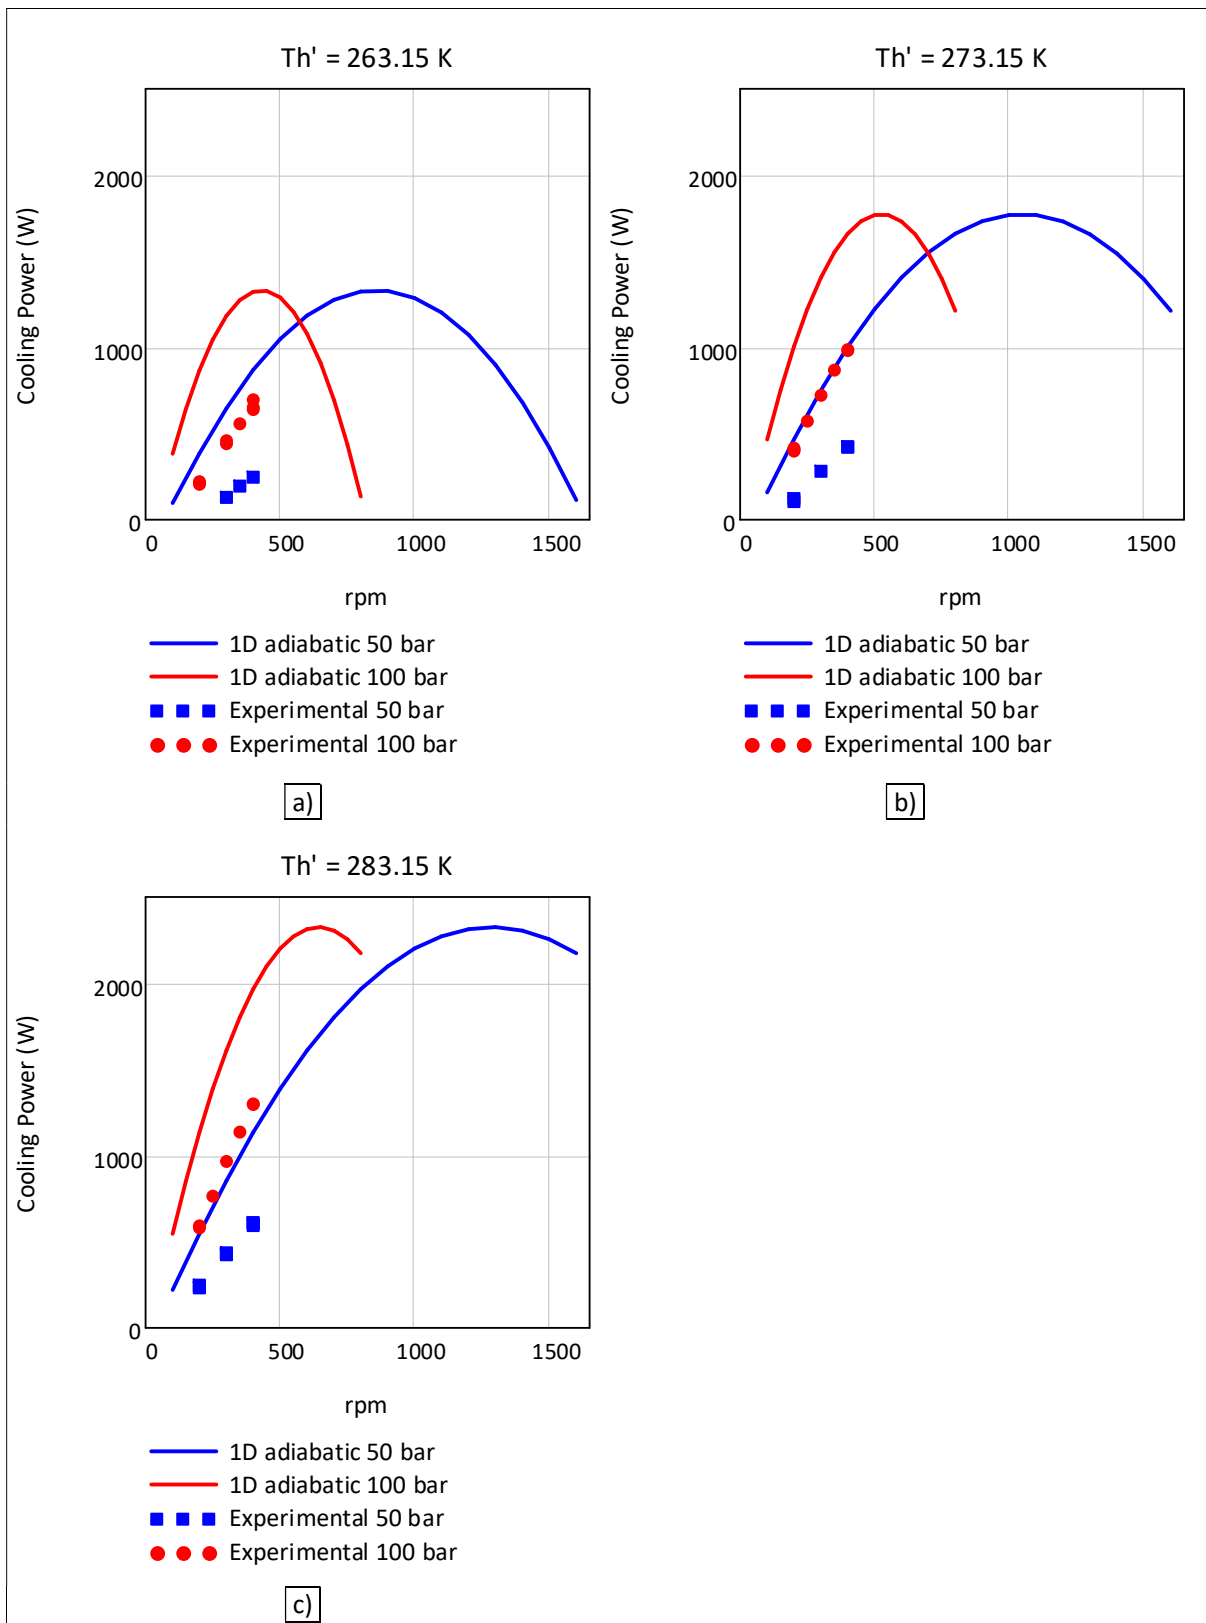 Th' = 263.15 K
Cooling Power (W)
2000
1000
0
0 500 1000 1500
rpm
1D adiabatic 50 bar
1D adiabatic 100 bar
Experimental 50 bar
Experimental 100 bar
a)
Th' = 273.15 K
Cooling Power (W)
2000
1000
0
0 500 1000 1500
rpm
1D adiabatic 50 bar
1D adiabatic 100 bar
Experimental 50 bar
Experimental 100 bar
b)
Th' = 283.15 K
Cooling Power (W)
2000
1000
0
0 500 1000 1500
rpm
1D adiabatic 50 bar
1D adiabatic 100 bar
Experimental 50 bar
Experimental 100 bar
c)